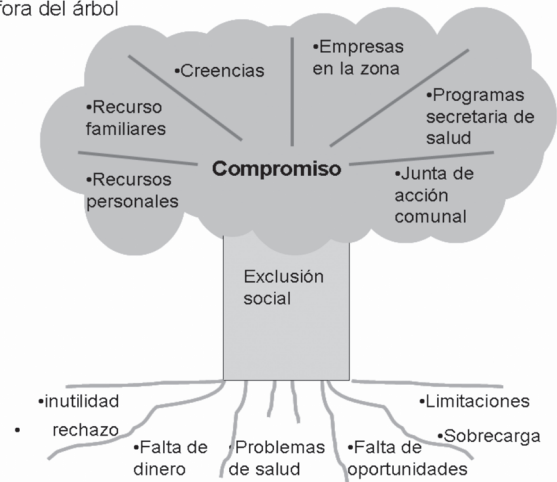 fora del árbol
•Empresas
en la zona
•Creencias
•Programas
secretaria de
salud
•Recurso
familiares
Compromiso
•Recursos
personales
•Junta de
acción
comunal
Exclusión
social
•inutilidad
• rechazo
•Falta de
dinero
•Problemas
de salud
•Falta de
oportunidades
•Limitaciones
•Sobrecarga